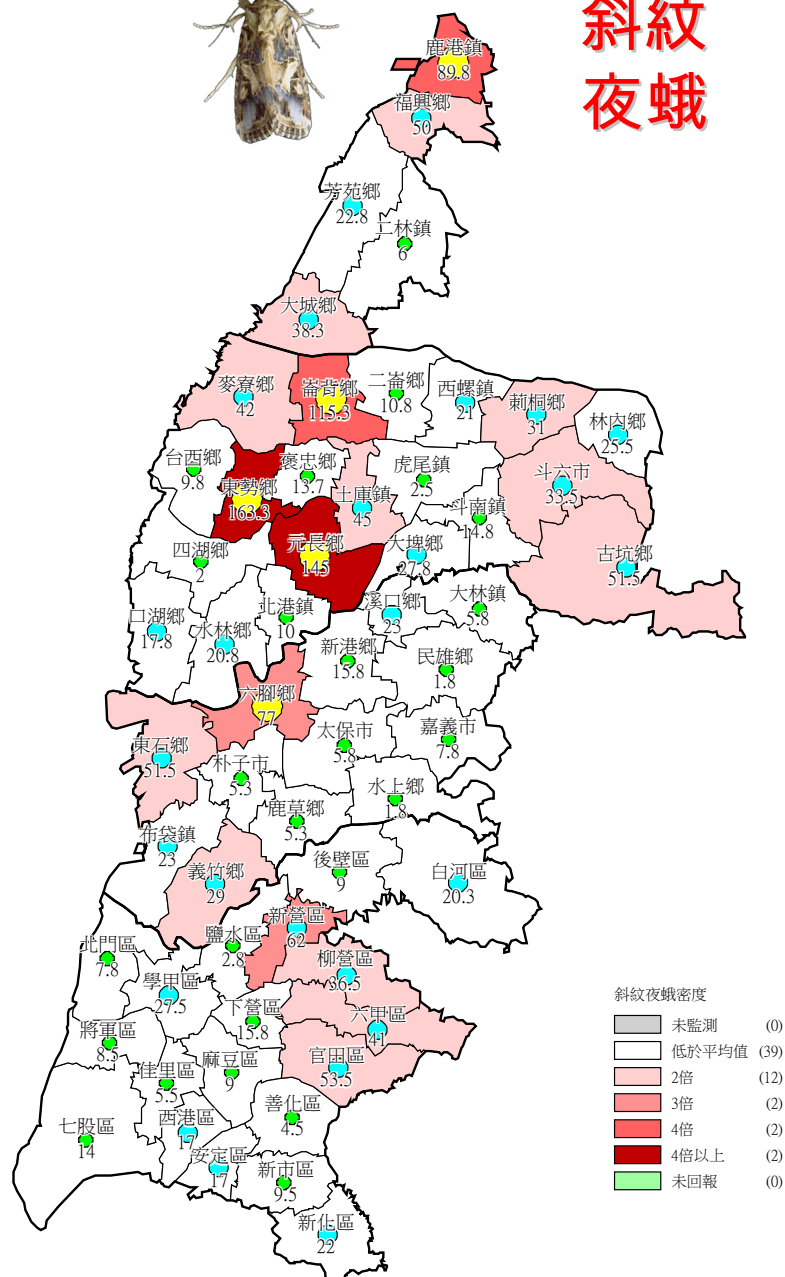 斜紋
夜蛾
鹿港鎮
89.8
福興鄉
50
芳苑鄉
22.8
二林鎮
6
大城鄉
38.3
麥寮鄉
42
崙背鄉
115.3
二崙鄉
10.8
西螺鎮
21
莿桐鄉
31
林內鄉
25.5
台西鄉
9.8
東勢鄉
163.3
褒忠鄉
13.7
土庫鎮
45
虎尾鎮
2.5
斗南鎮
14.8
斗六市
33.5
四湖鄉
2
元長鄉
145
大埤鄉
27.8
古坑鄉
51.5
口湖鄉
17.8
水林鄉
20.8
北港鎮
10
溪口鄉
23
大林鎮
5.8
新港鄉
15.8
民雄鄉
1.8
六腳鄉
77
東石鄉
51.5
朴子市
5.3
太保市
5.8
嘉義市
7.8
鹿草鄉
5.3
水上鄉
1.8
布袋鎮
23
義竹鄉
29
後壁區
9
白河區
20.3
北門區
7.8
鹽水區
2.8
新營區
62
柳營區
36.5
學甲區
27.5
下營區
15.8
六甲區
41
將軍區
8.5
佳里區
5.5
麻豆區
9
官田區
53.5
七股區
14
西港區
17
善化區
4.5
安定區
17
新市區
9.5
新化區
22
斜紋夜蛾密度
未監測 (0)
低於平均值 (39)
2倍 (12)
3倍 (2)
4倍 (2)
4倍以上 (2)
未回報 (0)